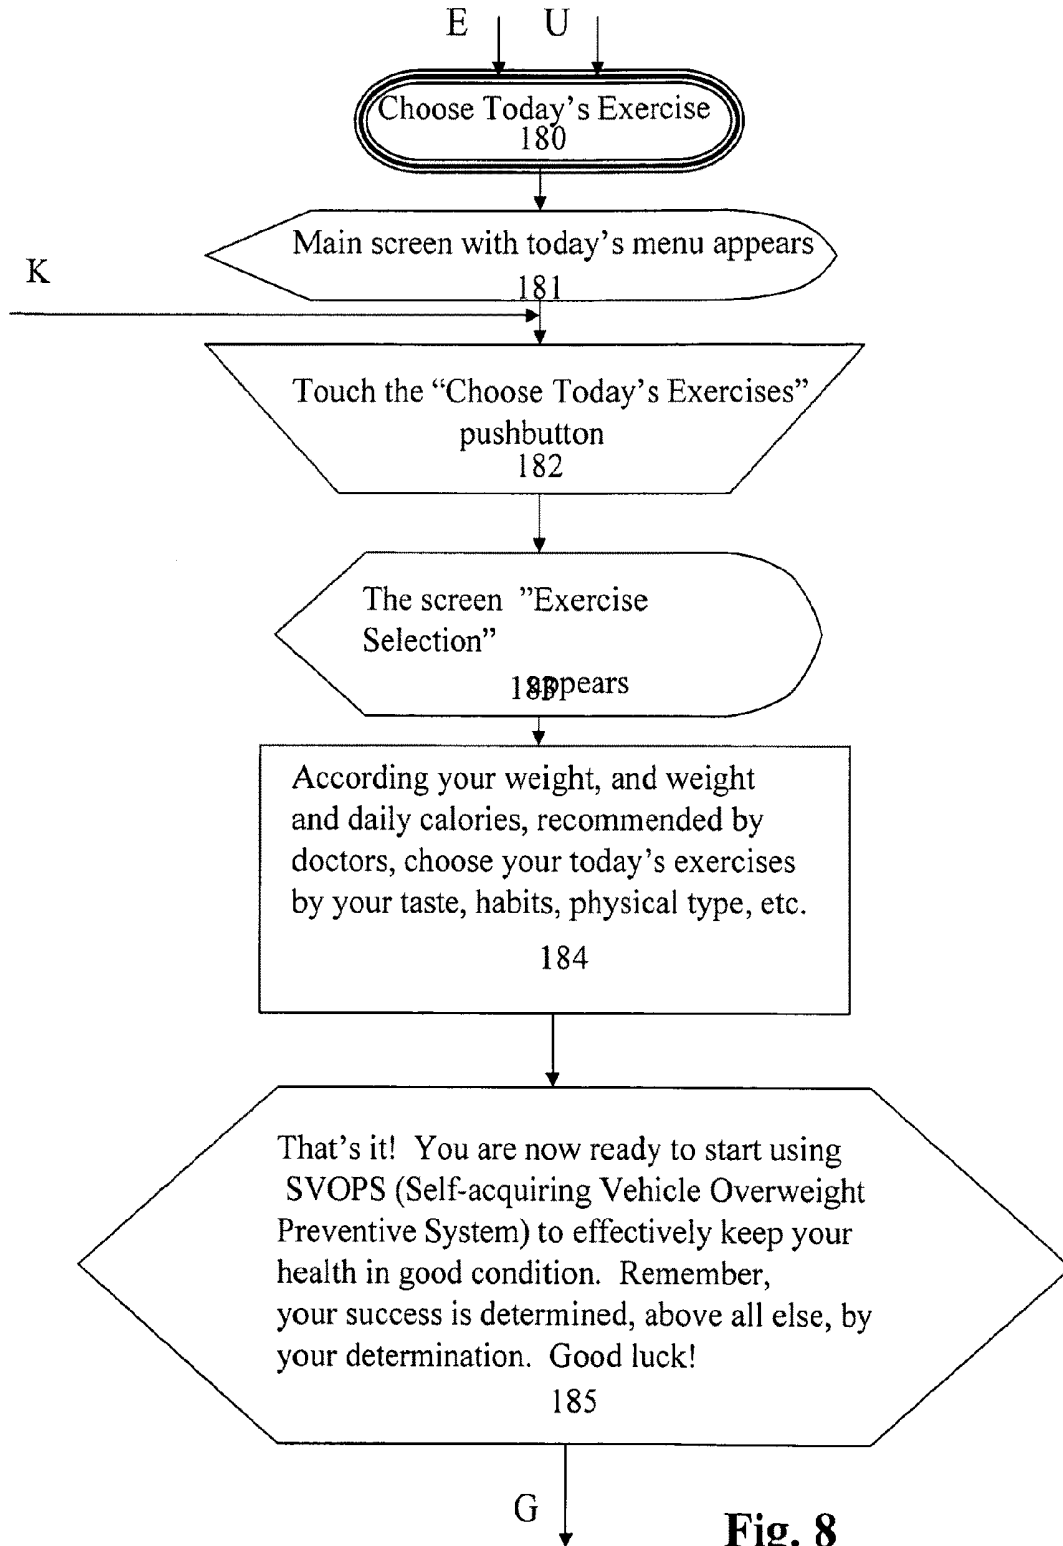 E U
Choose Today's Exercise
180
Main screen with today's menu appears
181
K
Touch the “Choose Today's Exercises”
pushbutton
182
The screen ”Exercise
Selection”
183 appears
According your weight, and weight
and daily calories, recommended by
doctors, choose your today's exercises
by your taste, habits, physical type, etc.
184
That's it! You are now ready to start using
SVOPS (Self-acquiring Vehicle Overweight
Preventive System) to effectively keep your
health in good condition. Remember,
your success is determined, above all else, by
your determination. Good luck!
185
G
Fig. 8